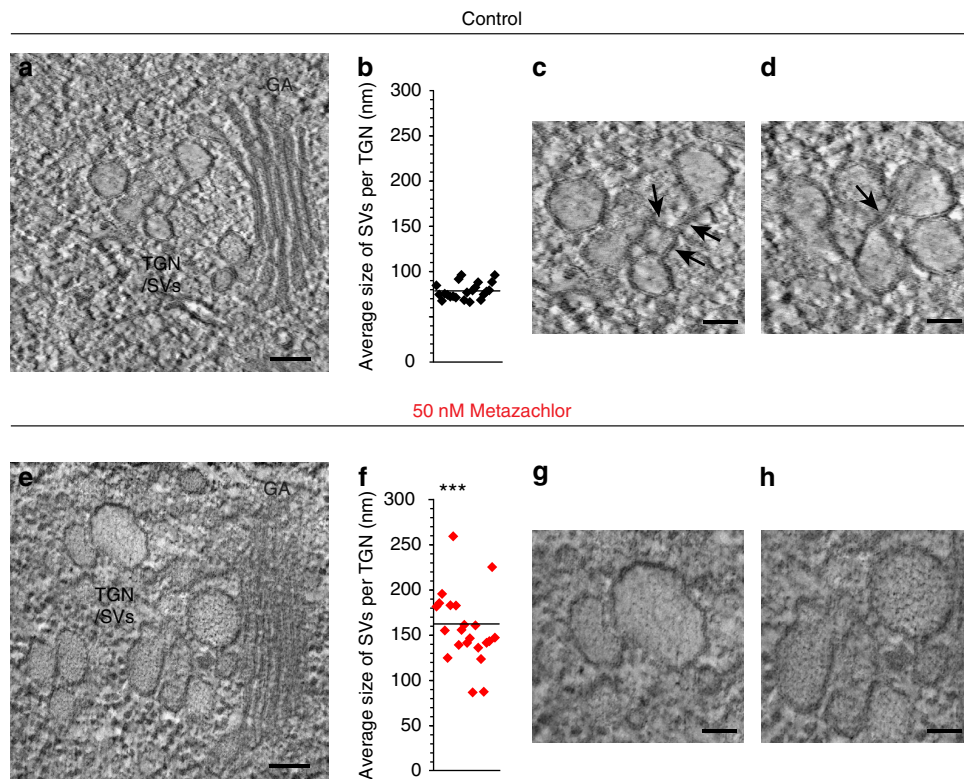 Control
a
GA
TGN
/SVs
b
Average size of SVs per TGN (nm)
300
250
200
150
100
50
0
c
d
50 nM Metazachlor
e
GA
TGN
/SVs
f
***
Average size of SVs per TGN (nm)
300
250
200
150
100
50
0
g
h